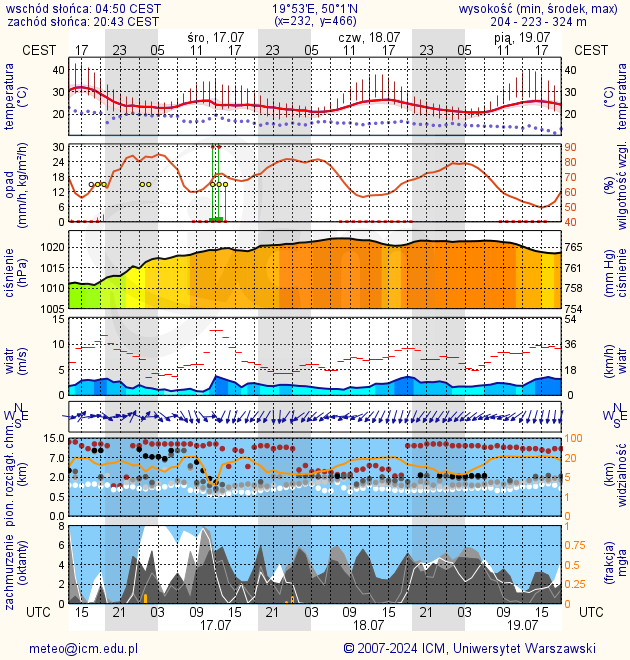 wschód słońca: 04:50 CEST 19°53'E, 50°1'N wysokość (min, środek, max)
zachód słońca: 20:43 CEST (x=232, y=466) 204 - 223 - 324 m
śro, 17.07 czw, 18.07 pią, 19.07
CEST 17 23 05 11 17 23 05 11 17 23 05 11 17 CEST
temperatura (°C) 40 30 20 40 30 20 (°C) temperatura
opad (mm/h, kg/m²/h) 30 24 18 12 6 0 90 80 70 60 50 40 (%) wilgotność wzgl.
ciśnienie (hPa) 1020 1015 1010 1005 765 761 758 754 (mm Hg) ciśnienie
wiatr (m/s) 15 10 5 0 54 36 18 0 (km/h) wiatr
N W E S N W E S
pion. rozciągł. chm. (km) 15.0 7.0 2.0 0.5 0.0 100 20 5 1 0 (km) widzialność
zachmurzenie (oktanty) 8 6 4 2 0 1 0.75 0.5 0.25 0 (frakcja) mgła
UTC 15 21 03 09 15 21 03 09 15 21 03 09 15 UTC
17.07 18.07 19.07
meteo@icm.edu.pl © 2007-2024 ICM, Uniwersytet Warszawski